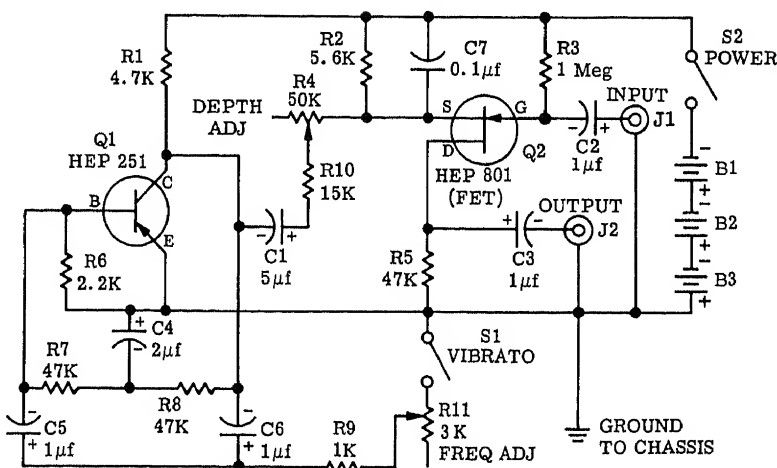 R1
4.7K
R2
5.6K
C7
0.1μf
R3
1 Meg
S2
POWER
R4
50K
DEPTH
ADJ
S
G
D
Q2
HEP 801
(FET)
INPUT
J1
-
+
C2
1μf
Q1
HEP 251
B
C
E
R10
15K
-
+
C1
5μf
R6
2.2K
+
C4
-
2μf
R5
47K
+
-
C3
1μf
OUTPUT
J2
-
B1
+
-
B2
+
-
B3
+
R7
47K
R8
47K
S1
VIBRATO
-
C5
+
1μf
-
C6
+
1μf
R9
1K
R11
3K
FREQ ADJ
GROUND
TO CHASSIS